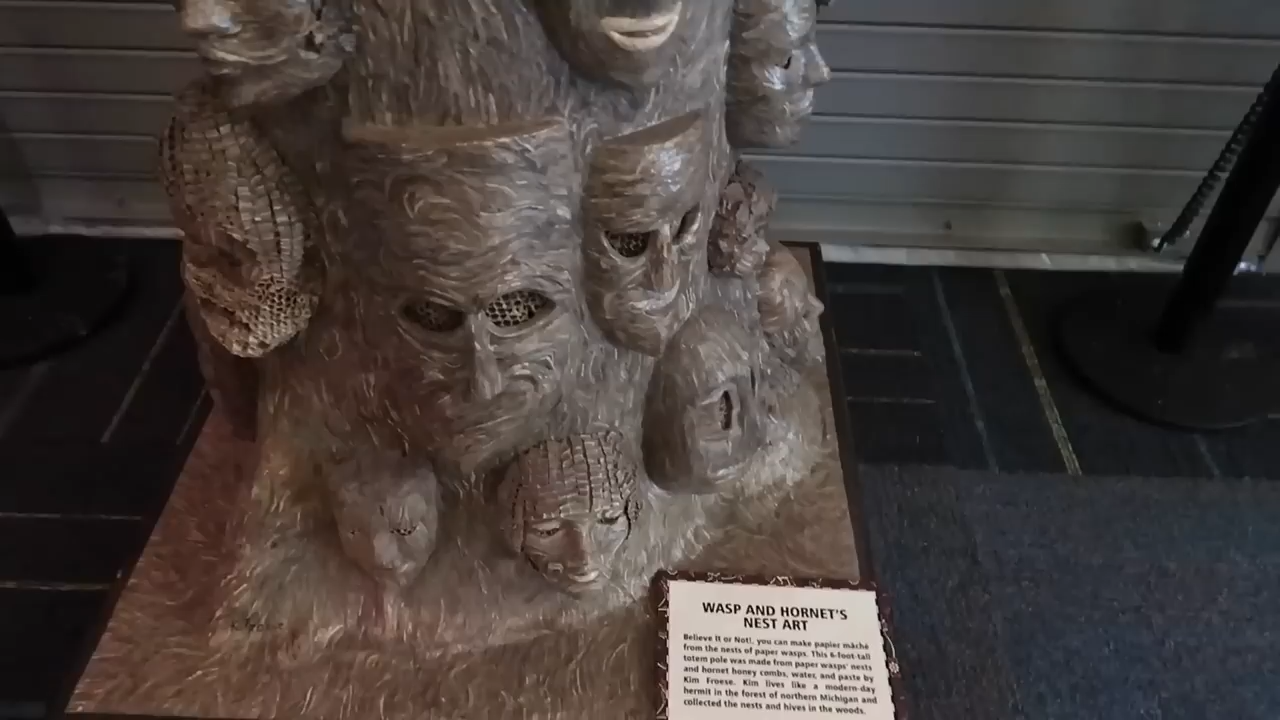 WASP AND HORNET'S
NEST ART
Believe It or Not!, you can make papier mâché
from the nests of paper wasps. This 6-foot-tall
totem pole was made from paper wasps' nests
and hornet honey combs, water, and paste by
Kim Froese. Kim lives like a modern-day
hermit in the forest of northern Michigan and
collected the nests and hives in the woods.